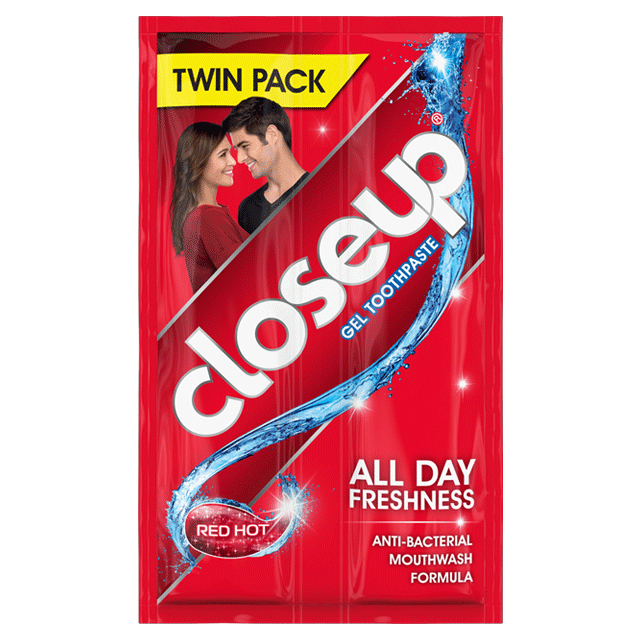 TWIN PACK
closeup®
GEL TOOTHPASTE
ALL DAY
FRESHNESS
RED HOT
ANTI-BACTERIAL
MOUTHWASH
FORMULA